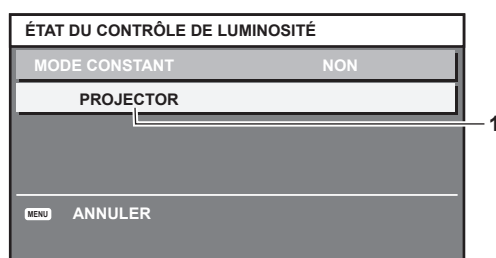 ÉTAT DU CONTRÔLE DE LUMINOSITÉ
MODE CONSTANT NON
PROJECTOR
1
MENU ANNULER